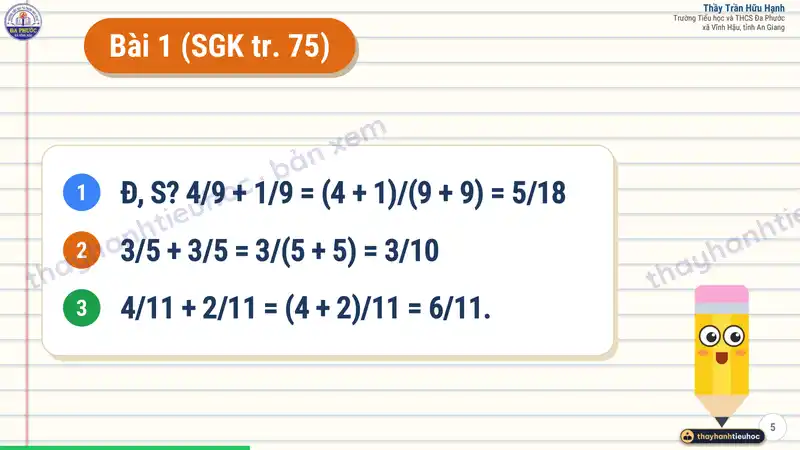 Thầy Trần Hữu Hạnh
Trường Tiểu học và THCS Đa Phước
xã Vĩnh Hậu, tỉnh An Giang
ĐA PHƯỚC
Bài 1 (SGK tr. 75)
thayhanhtieuhoc · bản xem
1 Đ, S? 4/9 + 1/9 = (4 + 1)/(9 + 9) = 5/18
2 3/5 + 3/5 = 3/(5 + 5) = 3/10
3 4/11 + 2/11 = (4 + 2)/11 = 6/11.
thayhanhti
thayhanhtieuhoc
5